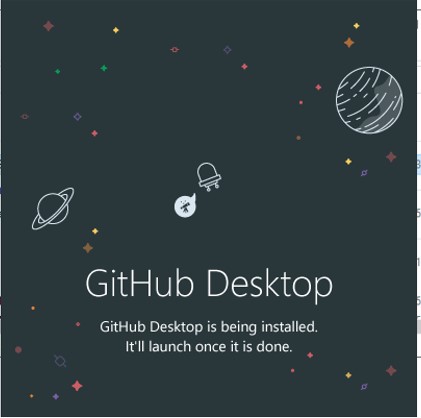 GitHub Desktop
GitHub Desktop is being installed.
It'll launch once it is done.